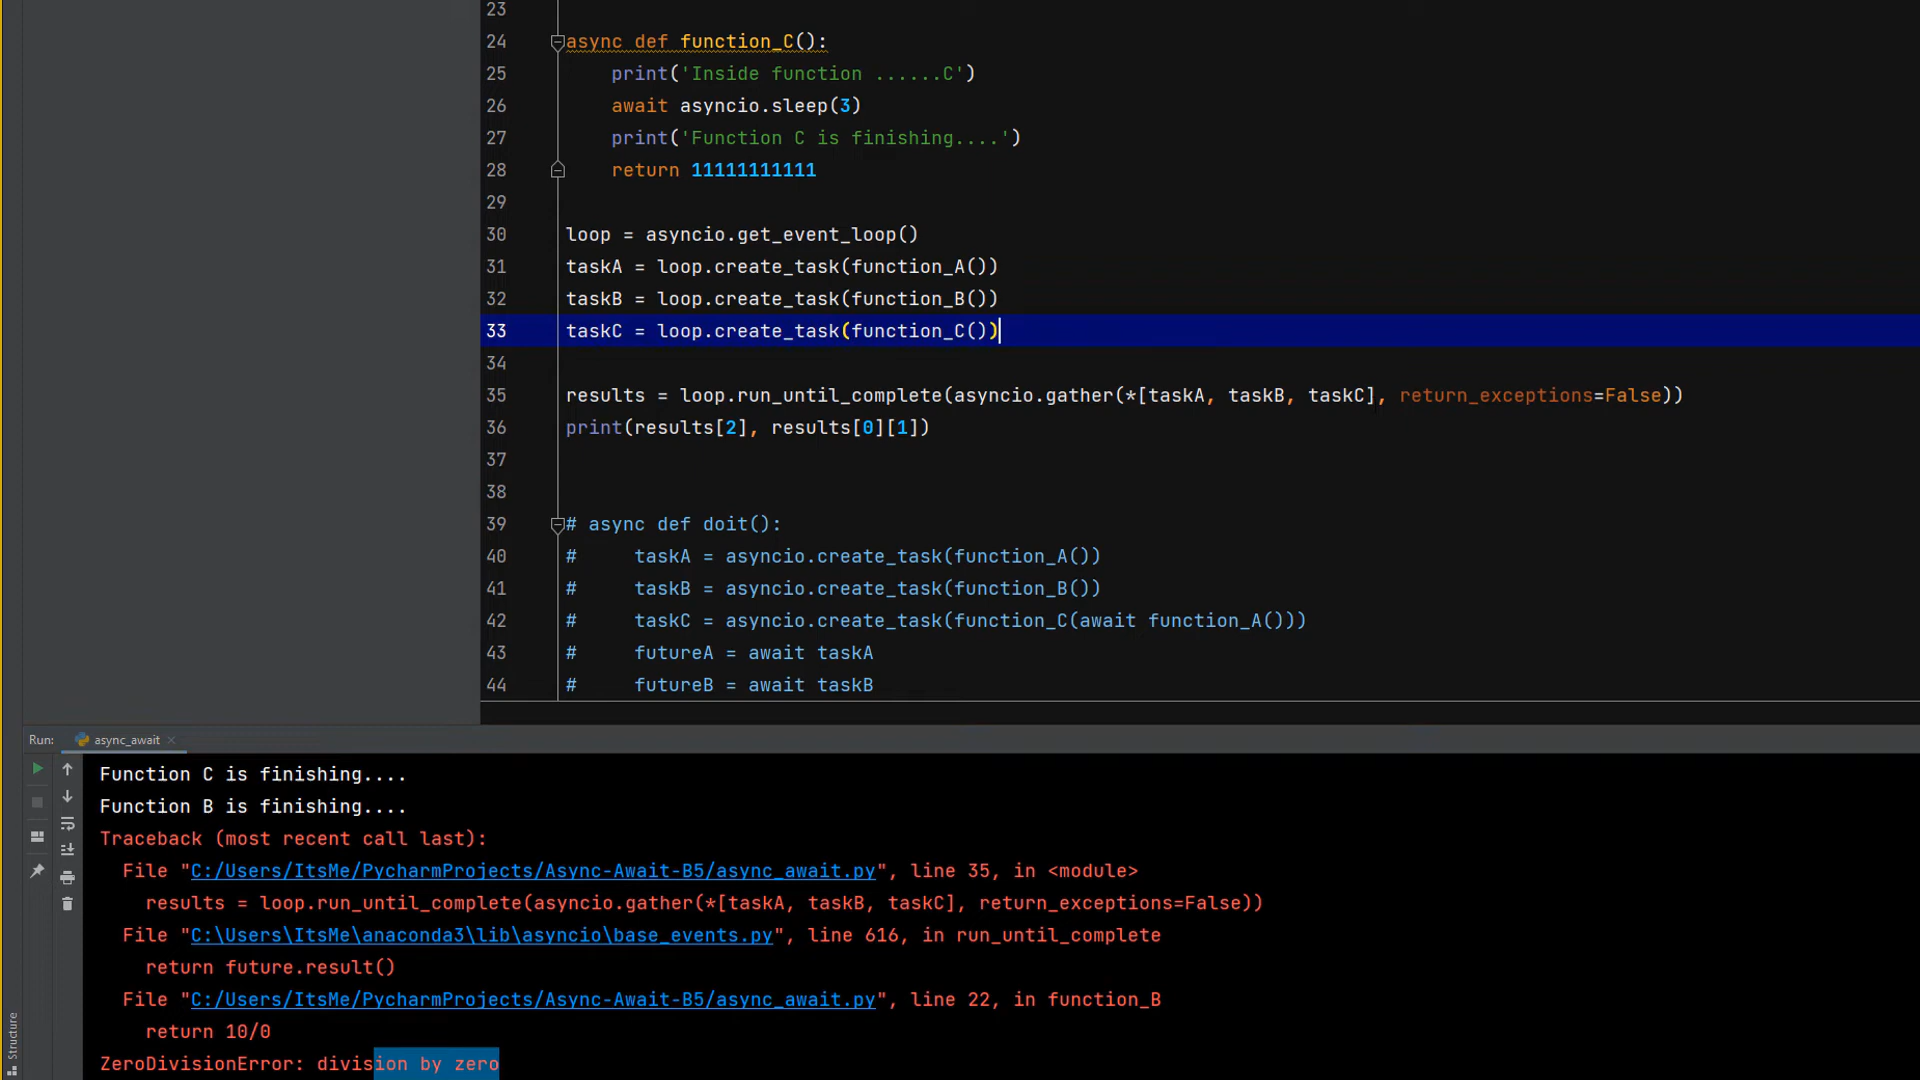 23
24 async def function_C():
25 print('Inside function ......C')
26 await asyncio.sleep(3)
27 print('Function C is finishing....')
28 return 11111111111
29
30 loop = asyncio.get_event_loop()
31 taskA = loop.create_task(function_A())
32 taskB = loop.create_task(function_B())
33 taskC = loop.create_task(function_C())
34
35 results = loop.run_until_complete(asyncio.gather(*[taskA, taskB, taskC], return_exceptions=False))
36 print(results[2], results[0][1])
37
38
39 # async def doit():
40 #     taskA = asyncio.create_task(function_A())
41 #     taskB = asyncio.create_task(function_B())
42 #     taskC = asyncio.create_task(function_C(await function_A()))
43 #     futureA = await taskA
44 #     futureB = await taskB
Run: async_await
Function C is finishing....
Function B is finishing....
Traceback (most recent call last):
File "C:/Users/ItsMe/PycharmProjects/Async-Await-B5/async_await.py", line 35, in <module>
results = loop.run_until_complete(asyncio.gather(*[taskA, taskB, taskC], return_exceptions=False))
File "C:\Users\ItsMe\anaconda3\lib\asyncio\base_events.py", line 616, in run_until_complete
return future.result()
File "C:/Users/ItsMe/PycharmProjects/Async-Await-B5/async_await.py", line 22, in function_B
return 10/0
ZeroDivisionError: division by zero
Structure